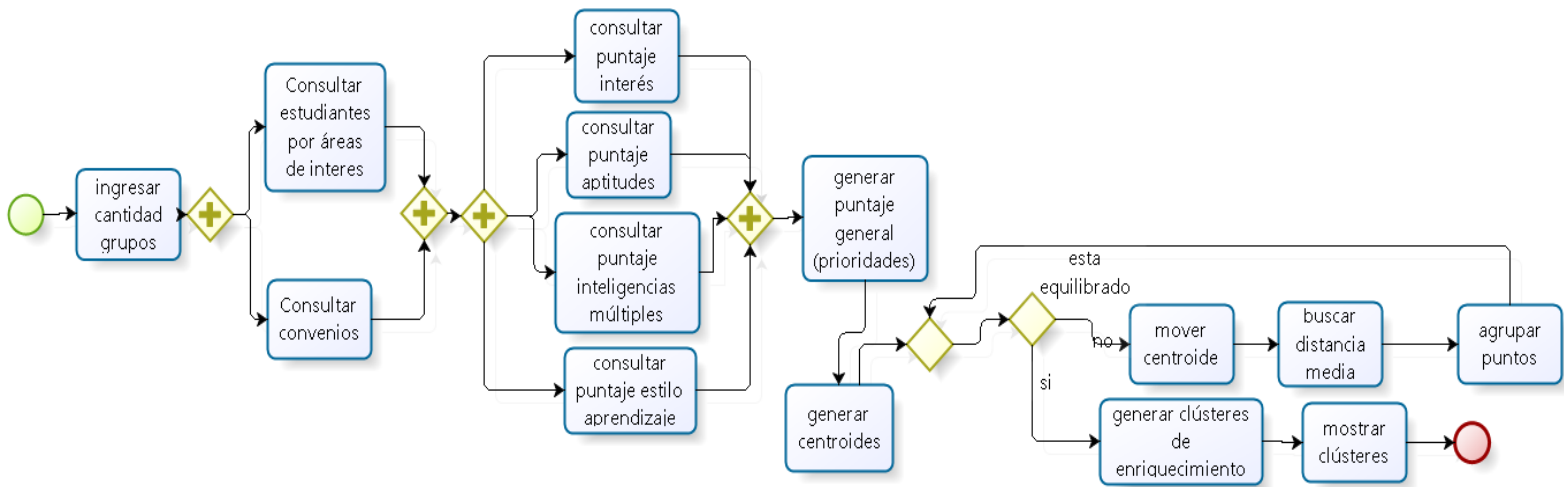 ingresar
cantidad
grupos
Consultar
estudiantes
por áreas
de interes
Consultar
convenios
consultar
puntaje
interés
consultar
puntaje
aptitudes
consultar
puntaje
inteligencias
múltiples
consultar
puntaje estilo
aprendizaje
generar
puntaje
general
(prioridades)
generar
centroides
esta
equilibrado
no
si
mover
centroide
buscar
distancia
media
agrupar
puntos
generar clústeres
de
enriquecimiento
mostrar
clústeres